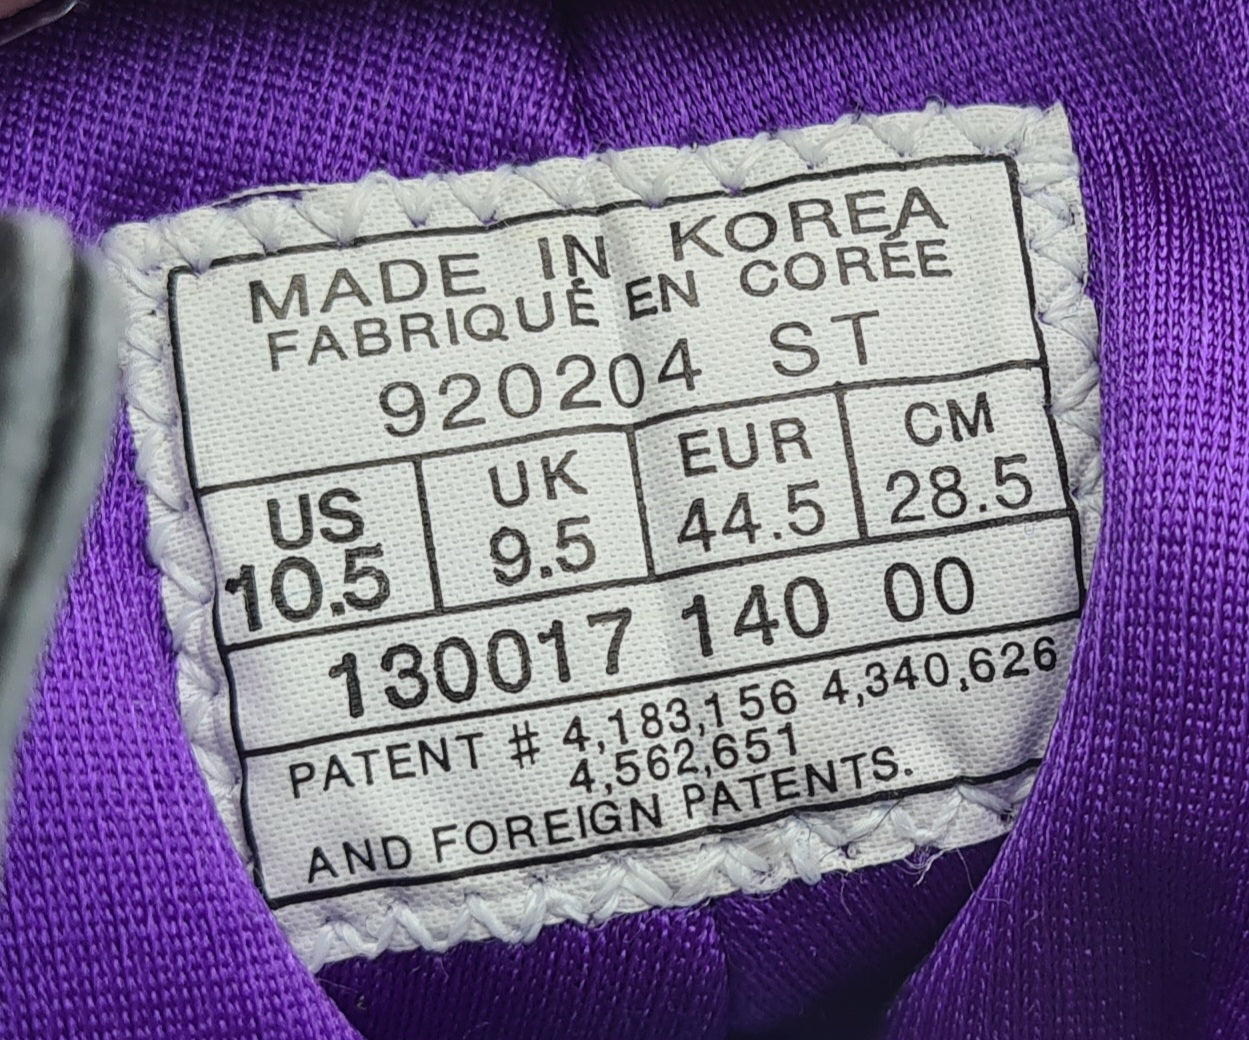 MADE IN KOREA
FABRIQUÉ EN CORÉE
920204 ST
US UK EUR CM
10.5 9.5 44.5 28.5
130017 140 00
PATENT # 4,183,156 4,340,626
4,562,651
AND FOREIGN PATENTS.